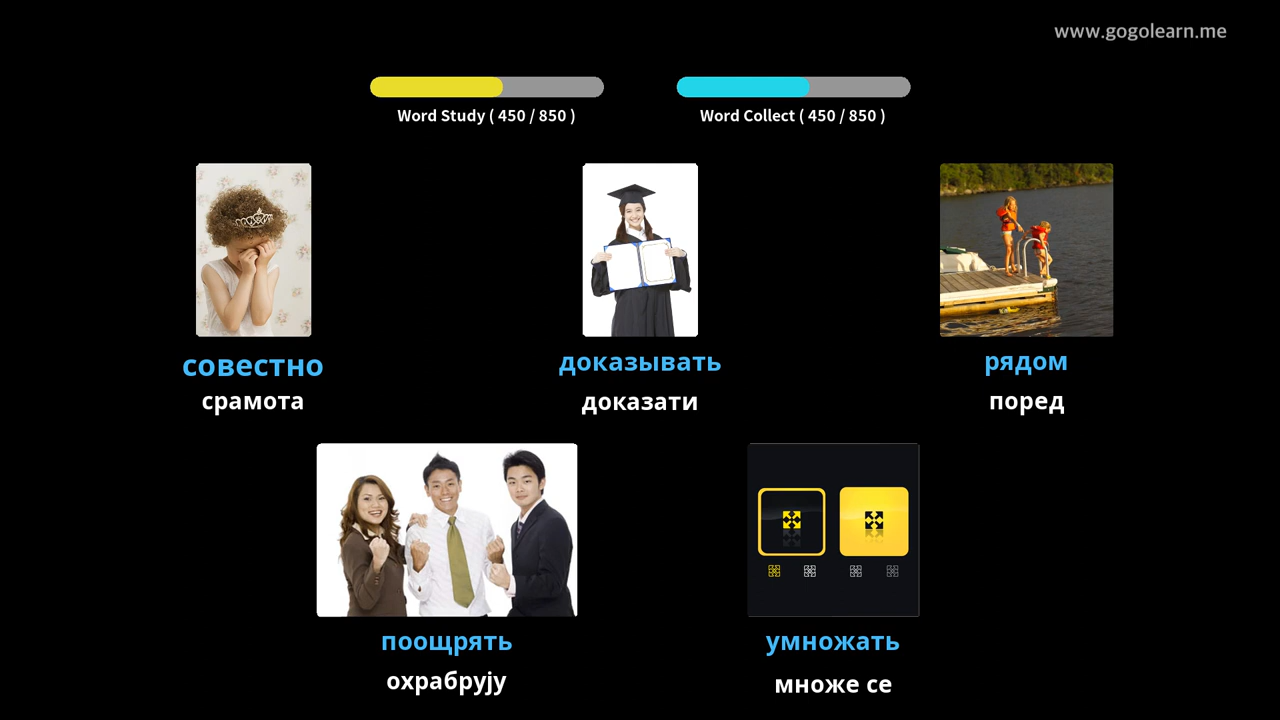 www.gogolearn.me
Word Study ( 450 / 850 )
Word Collect ( 450 / 850 )
совестно
срамота
доказывать
доказати
рядом
поред
поощрять
охрабрују
умножать
множе се